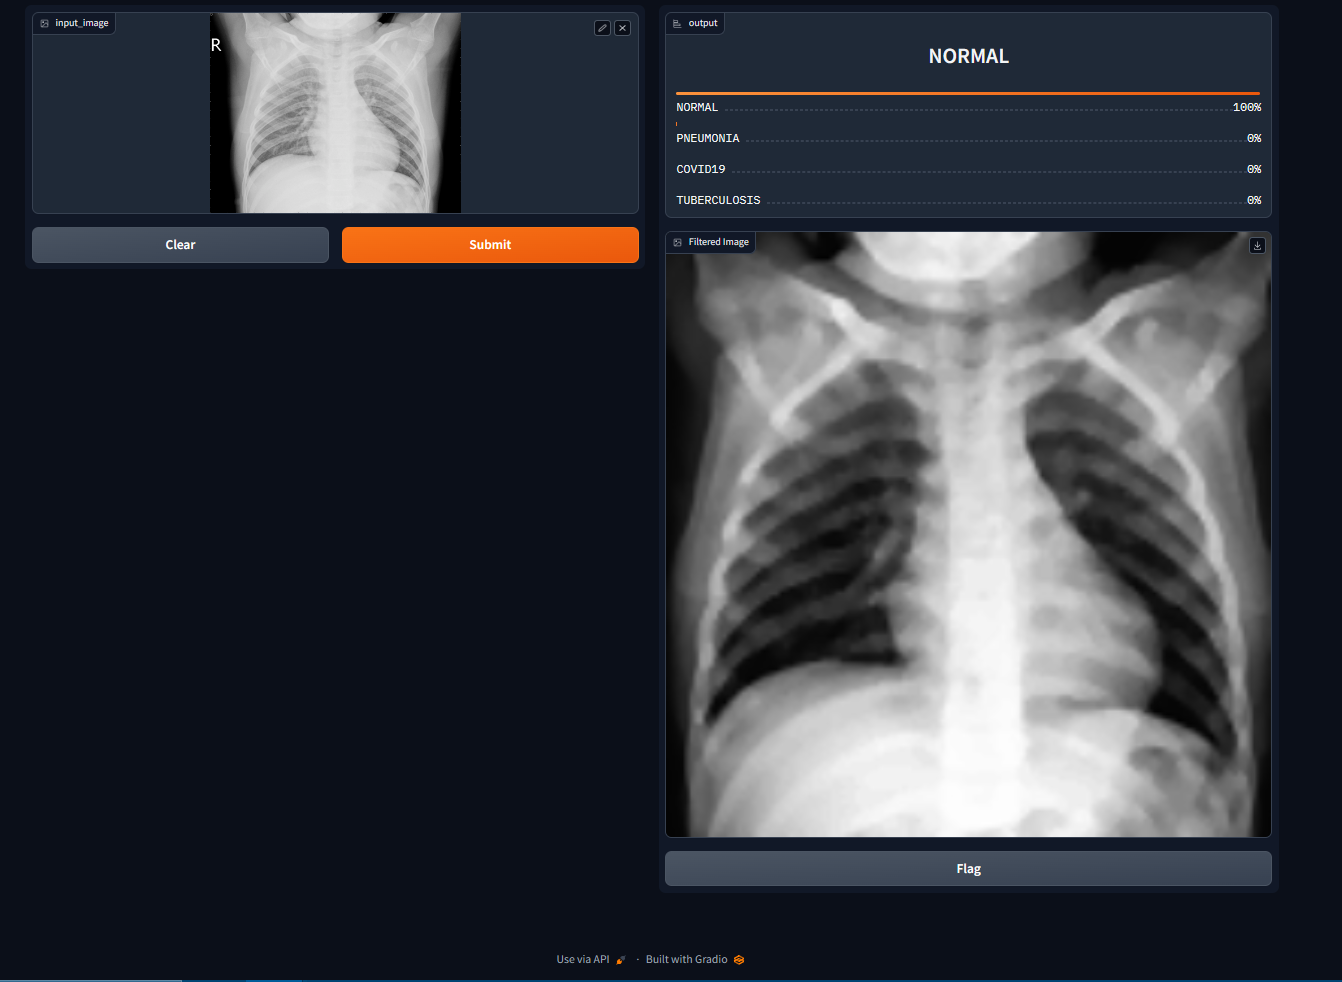 input_image
R
Clear
Submit
output
NORMAL
NORMAL 100%
PNEUMONIA 0%
COVID19 0%
TUBERCULOSIS 0%
Filtered Image
Flag
Use via API · Built with Gradio